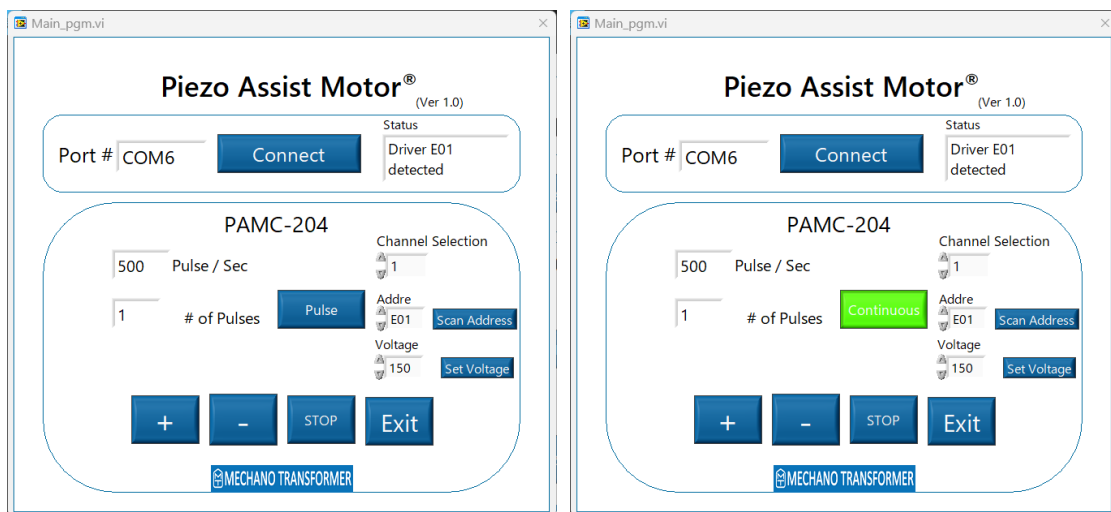 Main_pgm.vi
Piezo Assist Motor®
(Ver 1.0)
Status
Port # COM6 Connect Driver E01
detected
PAMC-204
Channel Selection
500 Pulse / Sec 1
1 # of Pulses Pulse Addre
E01 Scan Address
Voltage
150 Set Voltage
+ - STOP Exit
MECHANO TRANSFORMER
Main_pgm.vi
Piezo Assist Motor®
(Ver 1.0)
Status
Port # COM6 Connect Driver E01
detected
PAMC-204
Channel Selection
500 Pulse / Sec 1
1 # of Pulses Continuous Addre
E01 Scan Address
Voltage
150 Set Voltage
+ - STOP Exit
MECHANO TRANSFORMER